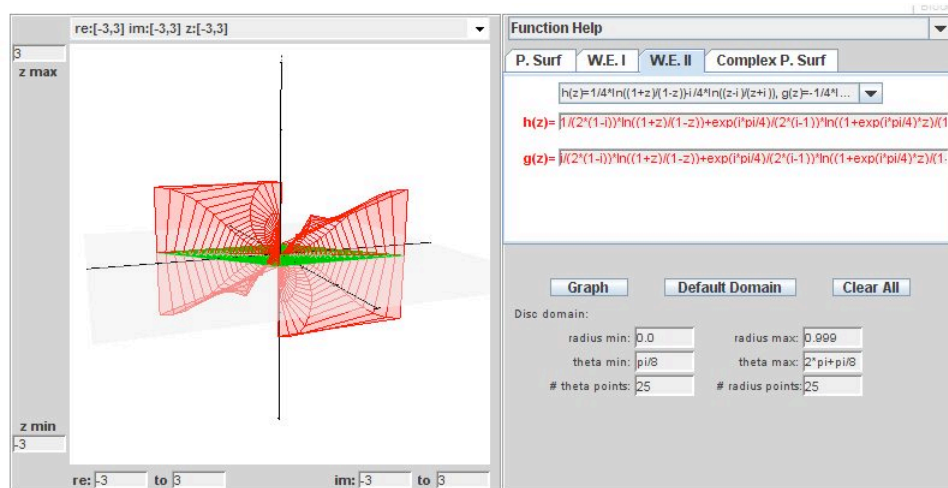 re:[-3,3] im:[-3,3] z:[-3,3]
3
z max
z min
-3
re: -3 to 3 im: -3 to 3
Function Help
P. Surf W.E. I W.E. II Complex P. Surf
h(z)=1/4*ln((1+z)/(1-z))-i/4*ln((z-i)/(z+i)), g(z)=-1/4*l...
h(z)= 1/(2*(1-i))*ln((1+z)/(1-z))+exp(i*pi/4)/(2*(i-1))*ln((1+exp(i*pi/4)*z)/(1
g(z)= i/(2*(1-i))*ln((1+z)/(1-z))+exp(i*pi/4)/(2*(i-1))*ln((1+exp(i*pi/4)*z)/(1-
Graph Default Domain Clear All
Disc domain:
radius min: 0.0 radius max: 0.999
theta min: pi/8 theta max: 2*pi+pi/8
# theta points: 25 # radius points: 25